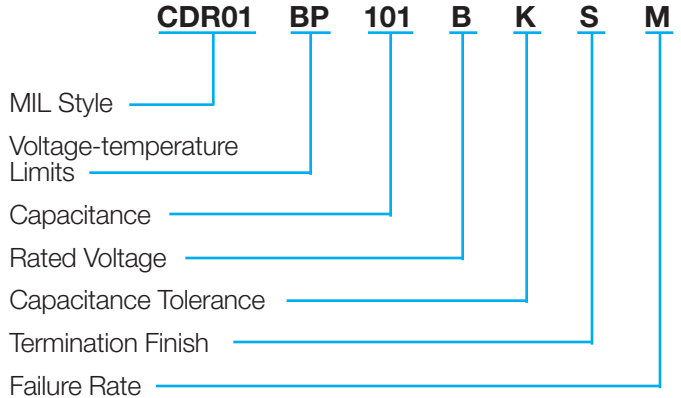 CDR01 BP 101 B K S M
MIL Style
Voltage-temperature
Limits
Capacitance
Rated Voltage
Capacitance Tolerance
Termination Finish
Failure Rate